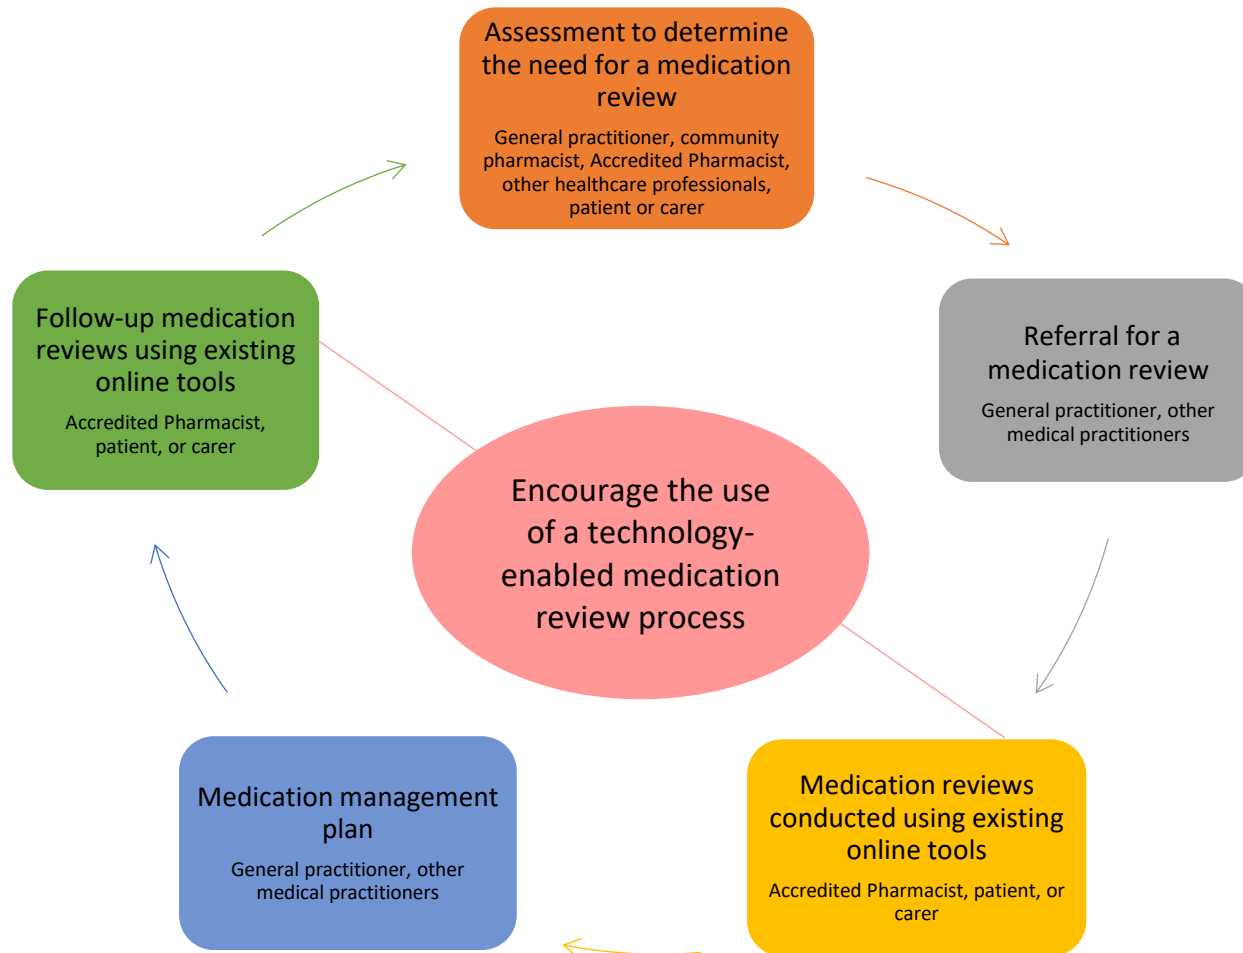 Assessment to determine
the need for a medication
review
General practitioner, community
pharmacist, Accredited Pharmacist,
other healthcare professionals,
patient or carer
Referral for a
medication review
General practitioner, other
medical practitioners
Medication reviews
conducted using existing
online tools
Accredited Pharmacist, patient, or
carer
Medication management
plan
General practitioner, other
medical practitioners
Follow-up medication
reviews using existing
online tools
Accredited Pharmacist,
patient, or carer
Encourage the use
of a technology-
enabled medication
review process